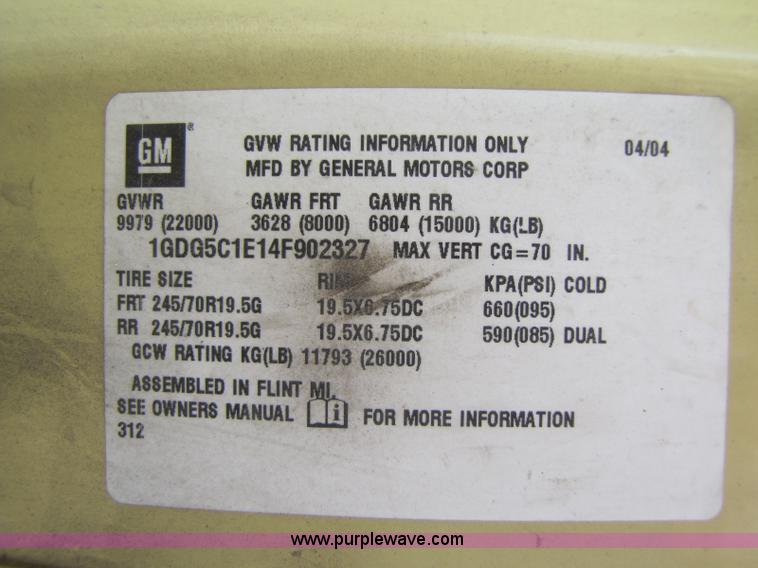 GM ® GVW RATING INFORMATION ONLY 04/04
MFD BY GENERAL MOTORS CORP
GVWR GAWR FRT GAWR RR
9979 (22000) 3628 (8000) 6804 (15000) KG(LB)
1GDG5C1E14F902327 MAX VERT CG=70 IN.
TIRE SIZE RIM KPA(PSI) COLD
FRT 245/70R19.5G 19.5X6.75DC 660(095)
RR 245/70R19.5G 19.5X6.75DC 590(085) DUAL
GCW RATING KG(LB) 11793 (26000)
ASSEMBLED IN FLINT MI.
SEE OWNERS MANUAL i FOR MORE INFORMATION
312
www.purplewave.com